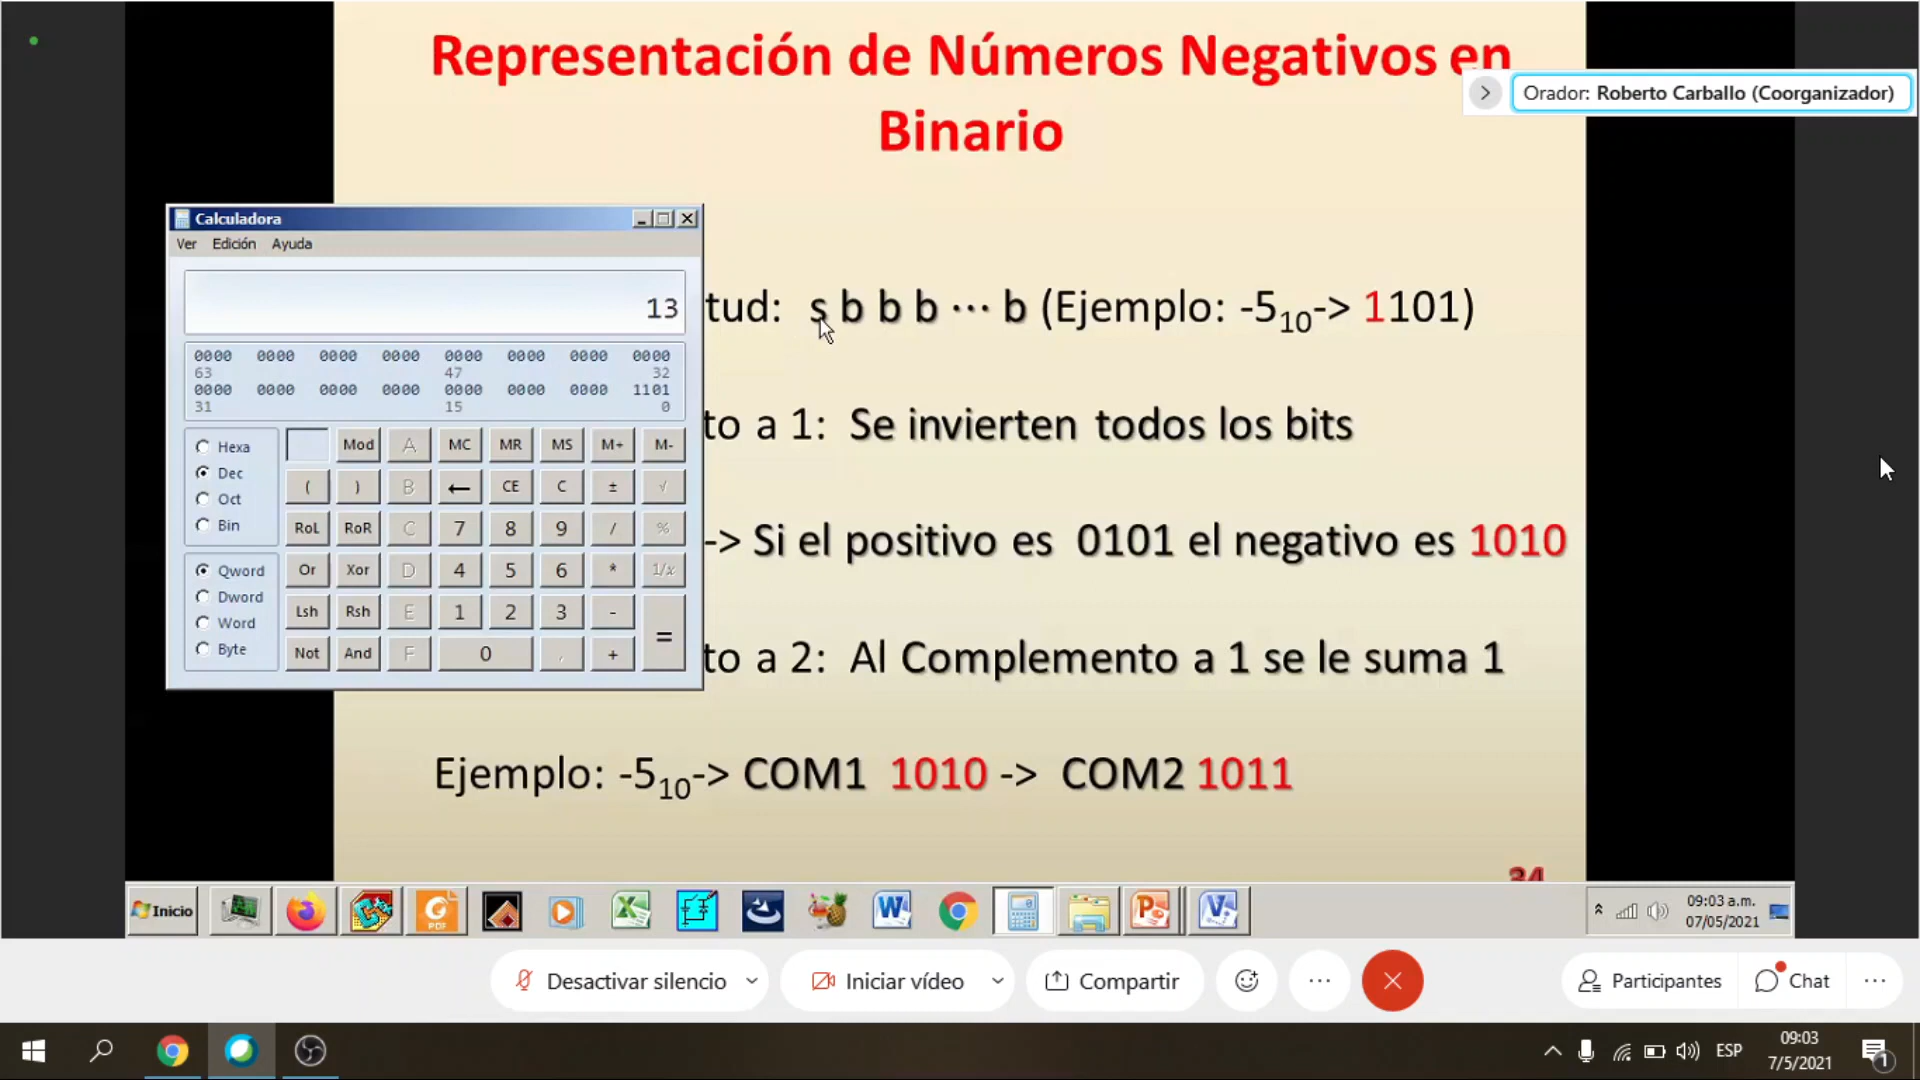 Representación de Números Negativos en
Binario
Orador: Roberto Carballo (Coorganizador)
Calculadora
Ver Edición Ayuda
13
0000 0000 0000 0000 0000 0000 0000 0000
63 47 32
0000 0000 0000 0000 0000 0000 0000 1101
31 15 0
Hexa
Dec
Oct
Bin
Qword
Dword
Word
Byte
Mod A MC MR MS M+ M-
( ) B ← CE C ± √
RoL RoR C 7 8 9 / %
Or Xor D 4 5 6 * 1/x
Lsh Rsh E 1 2 3 - =
Not And F 0 , +
tud: s b b b ··· b (Ejemplo: -5₁₀-> 1101)
to a 1: Se invierten todos los bits
-> Si el positivo es 0101 el negativo es 1010
to a 2: Al Complemento a 1 se le suma 1
Ejemplo: -5₁₀-> COM1 1010 -> COM2 1011
34
Inicio
PDF
09:03 a.m.
07/05/2021
Desactivar silencio
Iniciar vídeo
Compartir
Participantes
Chat
ESP
09:03
7/5/2021
1